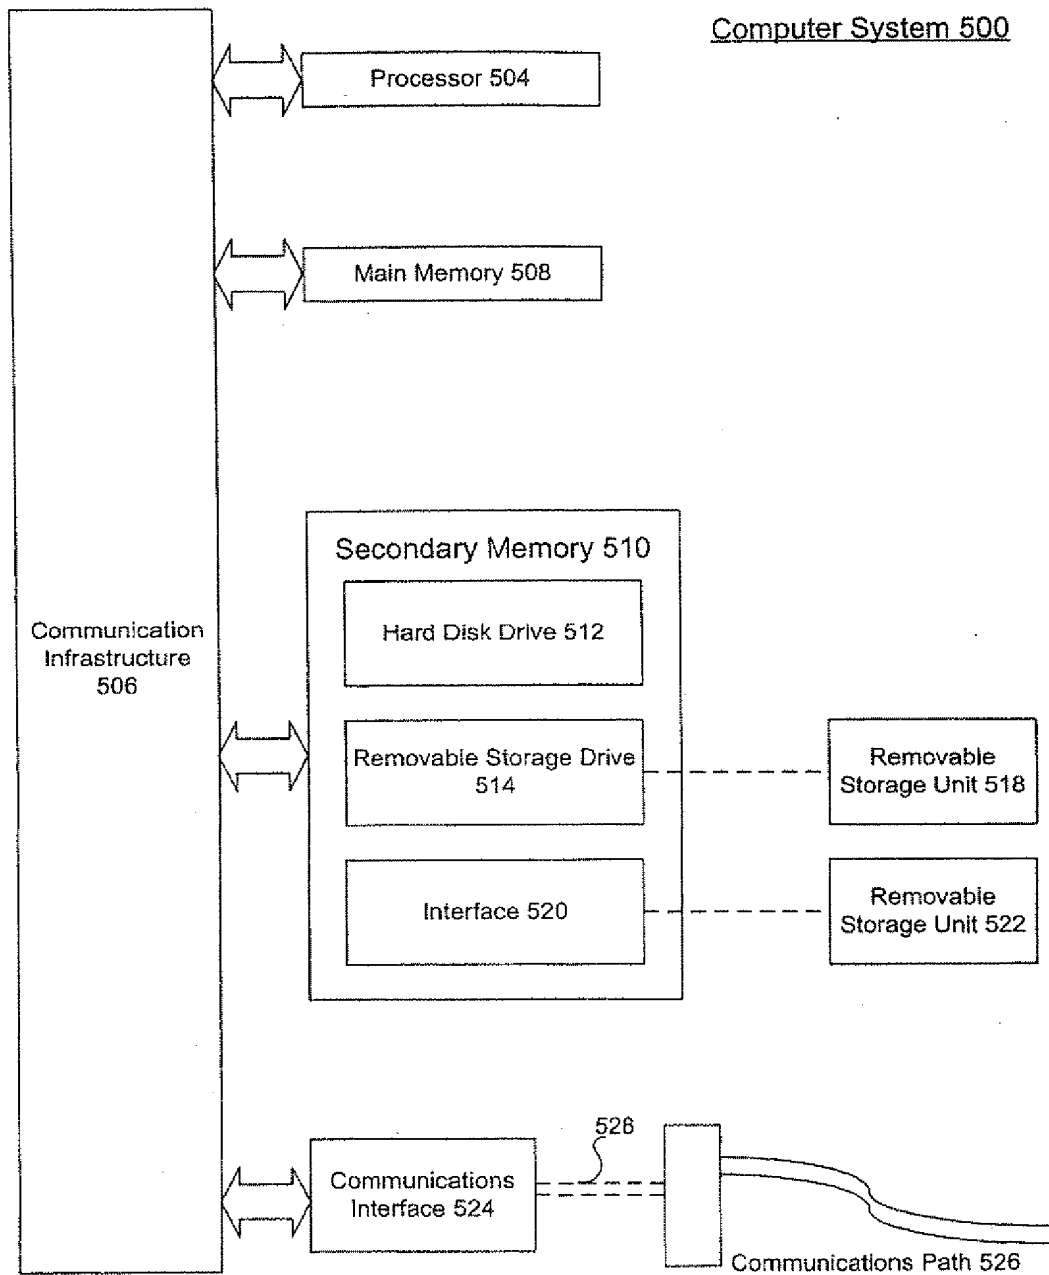 Computer System 500
Processor 504
Main Memory 508
Secondary Memory 510
Hard Disk Drive 512
Communication
Infrastructure
506
Removable Storage Drive
514
Removable
Storage Unit 518
Interface 520
Removable
Storage Unit 522
528
Communications
Interface 524
Communications Path 526